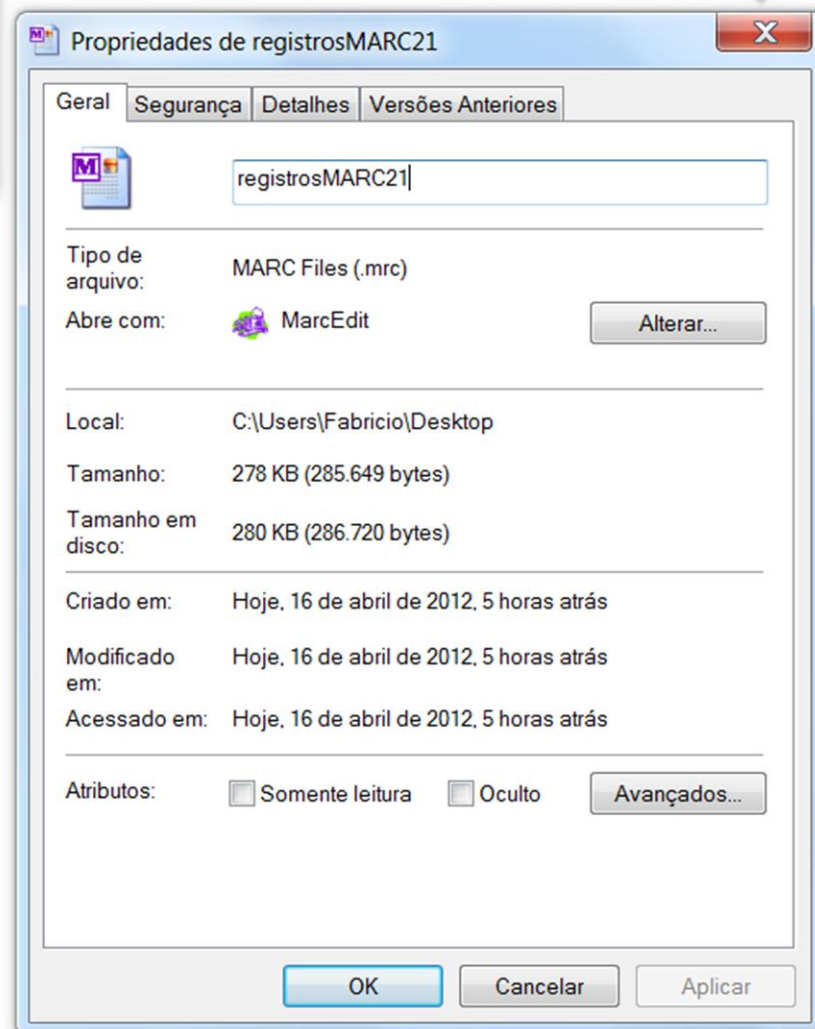 Propriedades de registrosMARC21
Geral Segurança Detalhes Versões Anteriores
registrosMARC21
Tipo de
arquivo:
MARC Files (.mrc)
Abre com: MarcEdit Alterar...
Local: C:\Users\Fabricio\Desktop
Tamanho: 278 KB (285.649 bytes)
Tamanho em
disco:
280 KB (286.720 bytes)
Criado em: Hoje, 16 de abril de 2012, 5 horas atrás
Modificado
em:
Hoje, 16 de abril de 2012, 5 horas atrás
Acessado em: Hoje, 16 de abril de 2012, 5 horas atrás
Atributos: Somente leitura Oculto Avançados...
OK Cancelar Aplicar